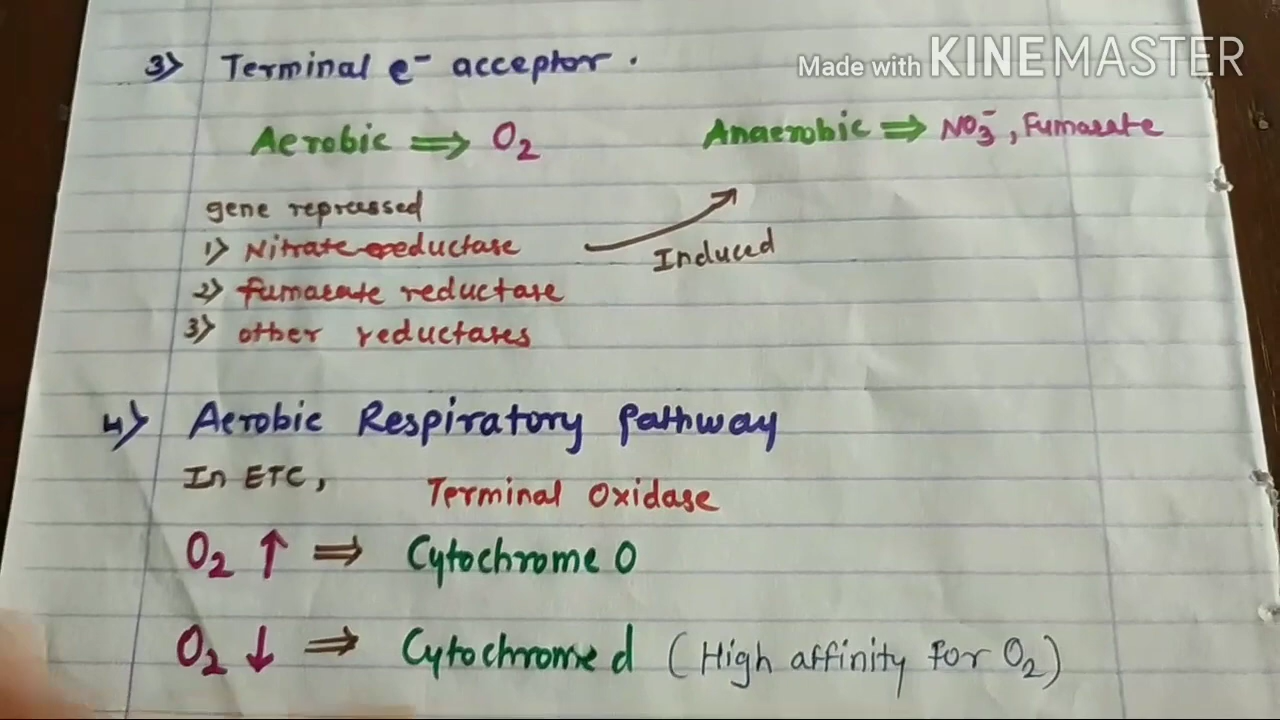 3) Terminal e⁻ acceptor.
Made with KINEMASTER
Aerobic ⇒ O₂
Anaerobic ⇒ NO₃⁻, Fumarate
gene repressed
1) Nitrate reductase
Induced
2) fumarate reductase
3) other reductases
4) Aerobic Respiratory Pathway
In ETC, Terminal Oxidase
O₂ ↑ ⇒ Cytochrome O
O₂ ↓ ⇒ Cytochrome d (High affinity for O₂)